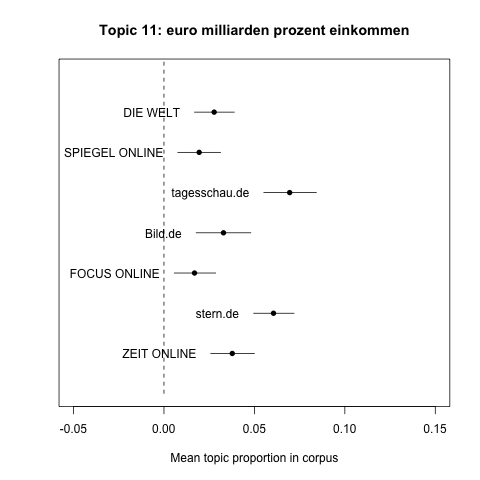 Topic 11: euro milliarden prozent einkommen
DIE WELT
SPIEGEL ONLINE
tagesschau.de
Bild.de
FOCUS ONLINE
stern.de
ZEIT ONLINE
-0.05 0.00 0.05 0.10 0.15
Mean topic proportion in corpus